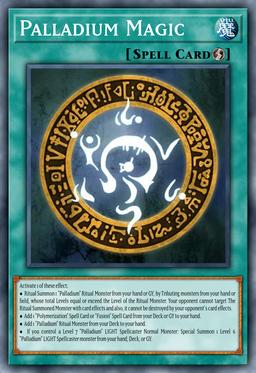 PALLADIUM MAGIC
[SPELL CARD]
Activate 1 of these effect;
● Ritual Summon 1 "Palladium" Ritual Monster from your hand or GY, by Tributing monsters from your hand or
field, whose total Levels equal or exceed the Level of the Ritual Monster. Your opponent cannot target The
Ritual Summoned Monster with card effects and also, it cannot be destroyed by your opponent's card effects.
● Add 1 "Polymerization" Spell Card or "Fusion" Spell Card from your Deck or GY to your hand.
● Add 1 "Palladium" Ritual Monster from your Deck to your hand.
● If you control a Level 7 "Palladium" LIGHT Spellcaster Normal Monster: Special Summon 1 Level 6
"Palladium" LIGHT Spellcaster monster from your hand, Deck, or GY.